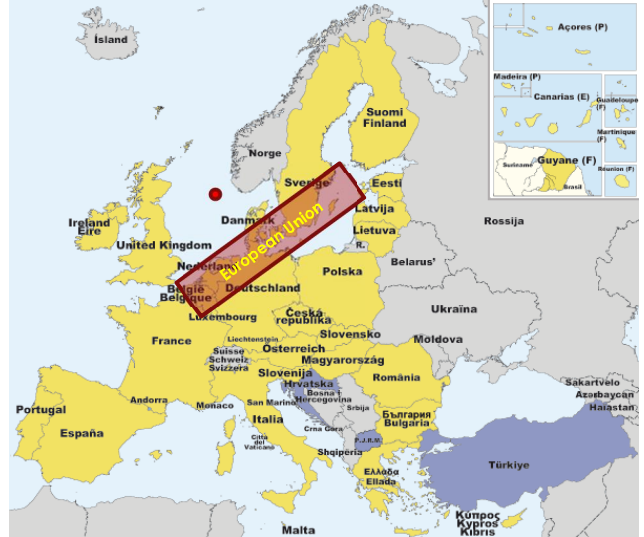 Ísland
Açores (P)
Madeira (P)
Canarias (E)
Guadeloupe
(F)
Martinique
(F)
Suomi
Finland
Norge
Guyane (F)
Suriname
Brasil
Réunion (F)
Sverige
Eesti
Latvija
Lietuva
R.
Danmark
Rossija
Ireland
Éire
United Kingdom
Nederland
European Union
België
Belgique
Deutschland
Polska
Belarus'
Luxembourg
Česká
republika
Ukraïna
Slovensko
Moldova
France
Liechtenstein
Suisse
Schweiz
Svizzera
Österreich
Magyarország
Slovenija
Hrvatska
România
Bosna i
Hercegovina
Srbija
Sakartvelo
Azərbaycan
Haiastan
Andorra
Monaco
San Marino
Portugal
España
Italia
Città
del
Vaticano
Crna Gora
България
Bulgaria
P.J.R.M.
Shqipëria
Ελλάδα
Ellada
Türkiye
Malta
Κύπρος
Kypros
Kibris